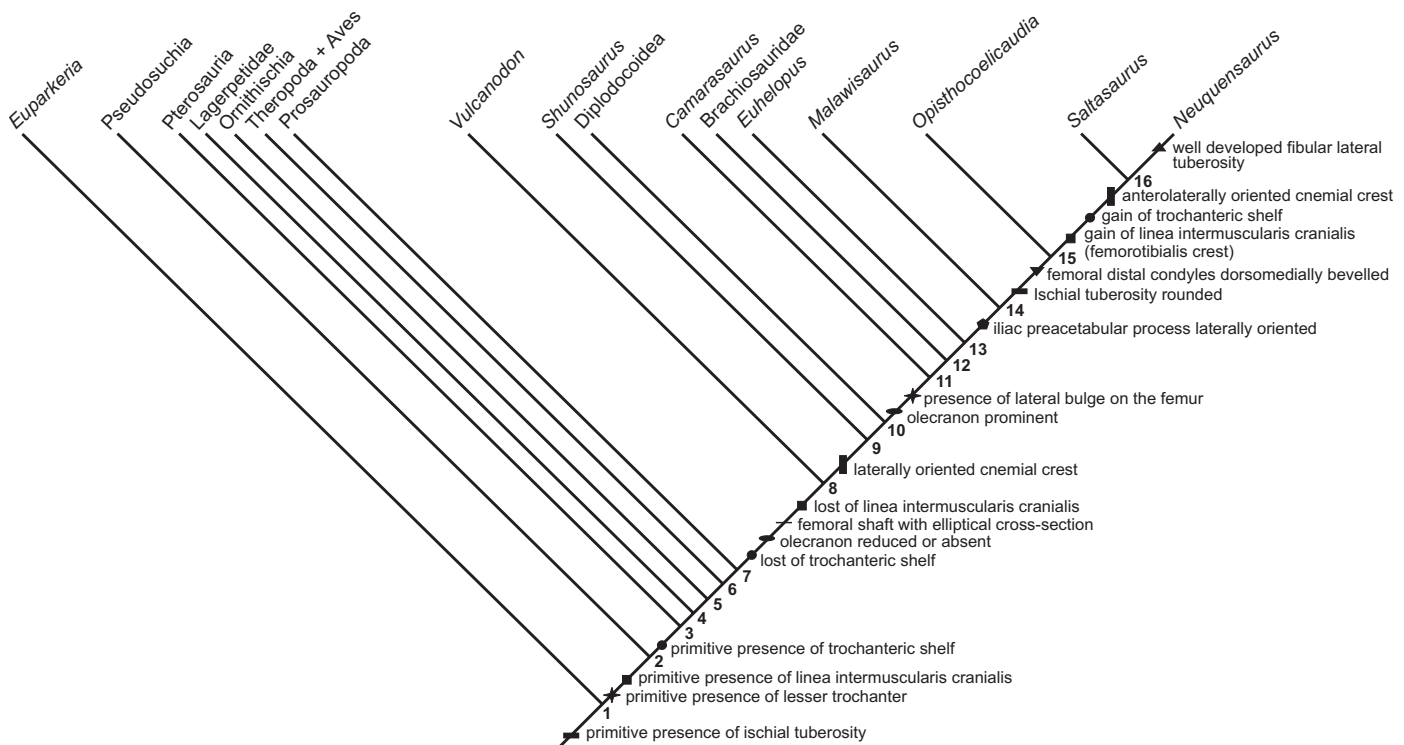 Euparkeria
Pseudosuchia
Pterosauria
Lagerpetidae
Ornithischia
Theropoda + Aves
Prosauropoda
Vulcanodon
Shunosaurus
Diplodocoidea
Camarasaurus
Brachiosauridae
Euhelopus
Malawisaurus
Opisthocoelicaudia
Saltasaurus
Neuquensaurus
well developed fibular lateral
tuberosity
16
anterolaterally oriented cnemial crest
gain of trochanteric shelf
gain of linea intermuscularis cranialis
(femorotibialis crest)
15
femoral distal condyles dorsomedially bevelled
Ischial tuberosity rounded
14
iliac preacetabular process laterally oriented
13
12
11
presence of lateral bulge on the femur
olecranon prominent
10
9
laterally oriented cnemial crest
8
lost of linea intermuscularis cranialis
femoral shaft with elliptical cross-section
olecranon reduced or absent
lost of trochanteric shelf
7
6
5
4
3
primitive presence of trochanteric shelf
2
primitive presence of linea intermuscularis cranialis
primitive presence of lesser trochanter
1
primitive presence of ischial tuberosity